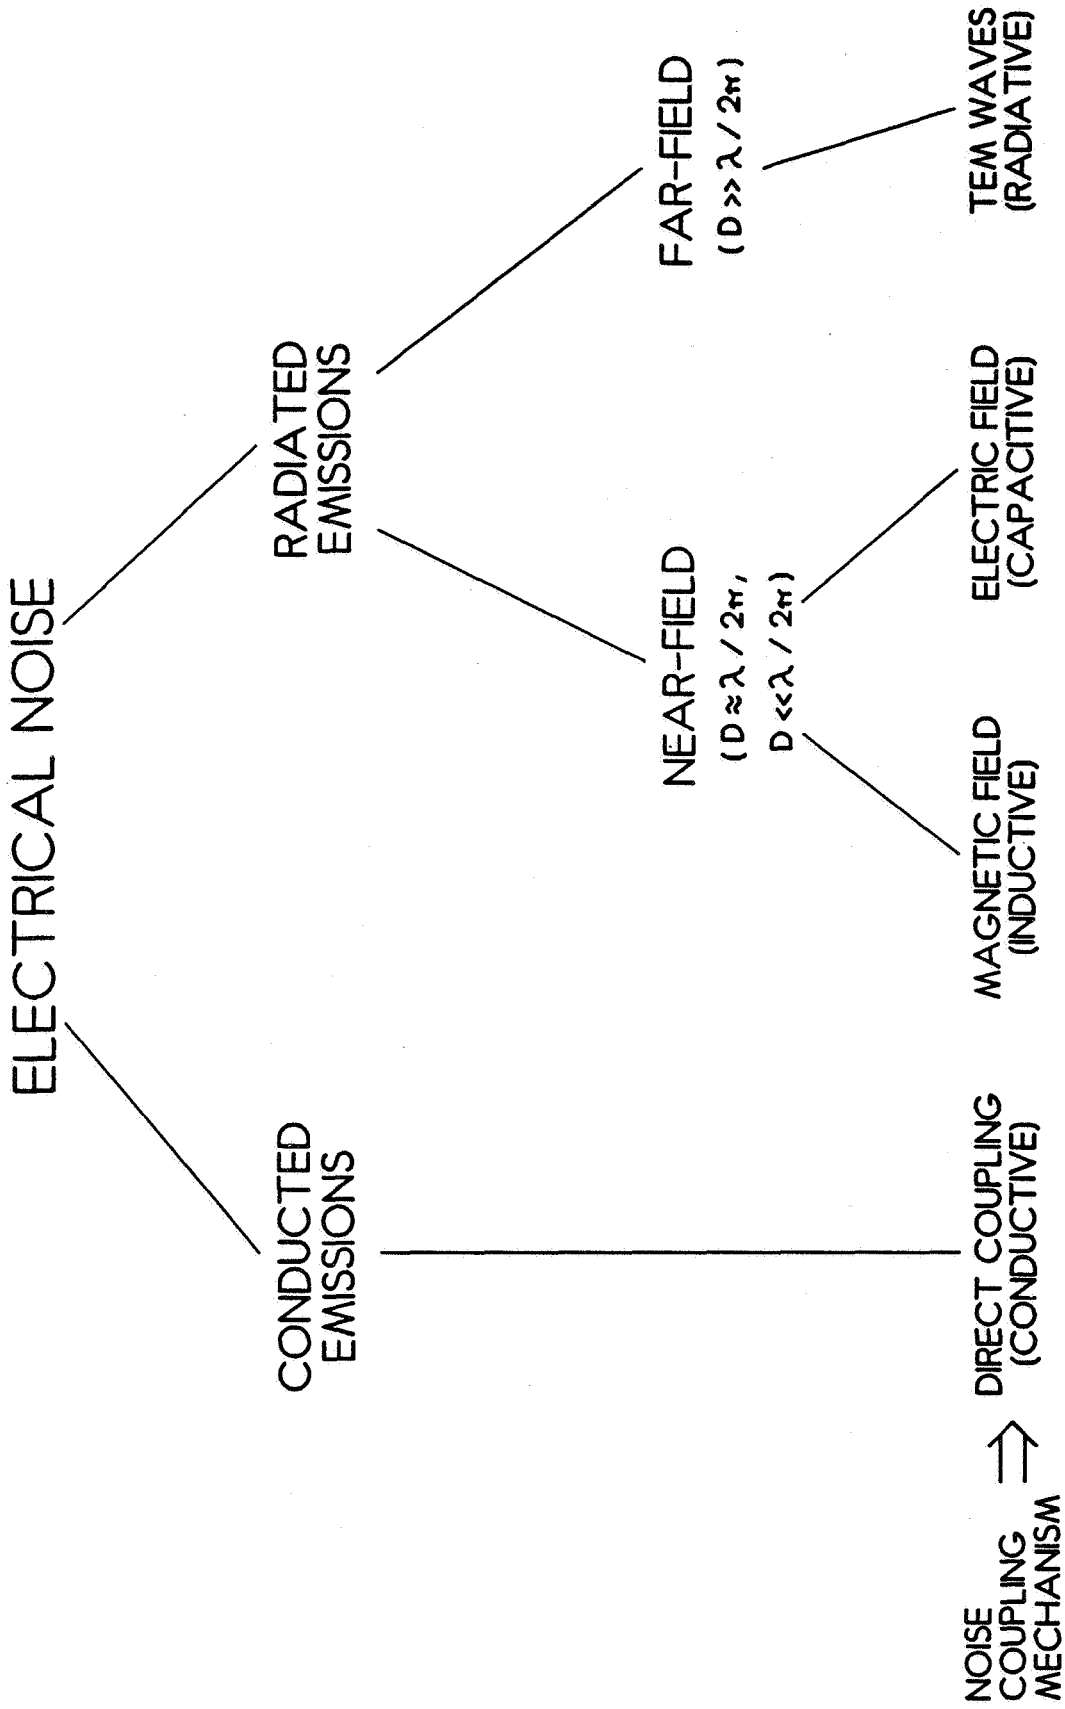 ELECTRICAL NOISE
CONDUCTED
EMISSIONS
RADIATED
EMISSIONS
NEAR-FIELD
(D ≈ λ / 2π,
D << λ / 2π)
FAR-FIELD
(D >> λ / 2π)
NOISE
COUPLING
MECHANISM
⇒
DIRECT COUPLING
(CONDUCTIVE)
MAGNETIC FIELD
(INDUCTIVE)
ELECTRIC FIELD
(CAPACITIVE)
TEM WAVES
(RADIATIVE)